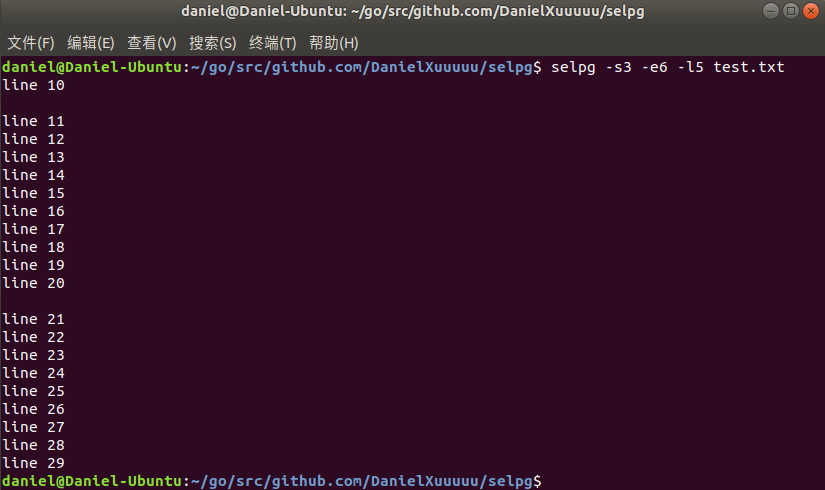 daniel@Daniel-Ubuntu: ~/go/src/github.com/DanielXuuuuu/selpg
文件(F) 编辑(E) 查看(V) 搜索(S) 终端(T) 帮助(H)
daniel@Daniel-Ubuntu:~/go/src/github.com/DanielXuuuuu/selpg$ selpg -s3 -e6 -l5 test.txt
line 10

line 11
line 12
line 13
line 14
line 15
line 16
line 17
line 18
line 19
line 20

line 21
line 22
line 23
line 24
line 25
line 26
line 27
line 28
line 29
daniel@Daniel-Ubuntu:~/go/src/github.com/DanielXuuuuu/selpg$